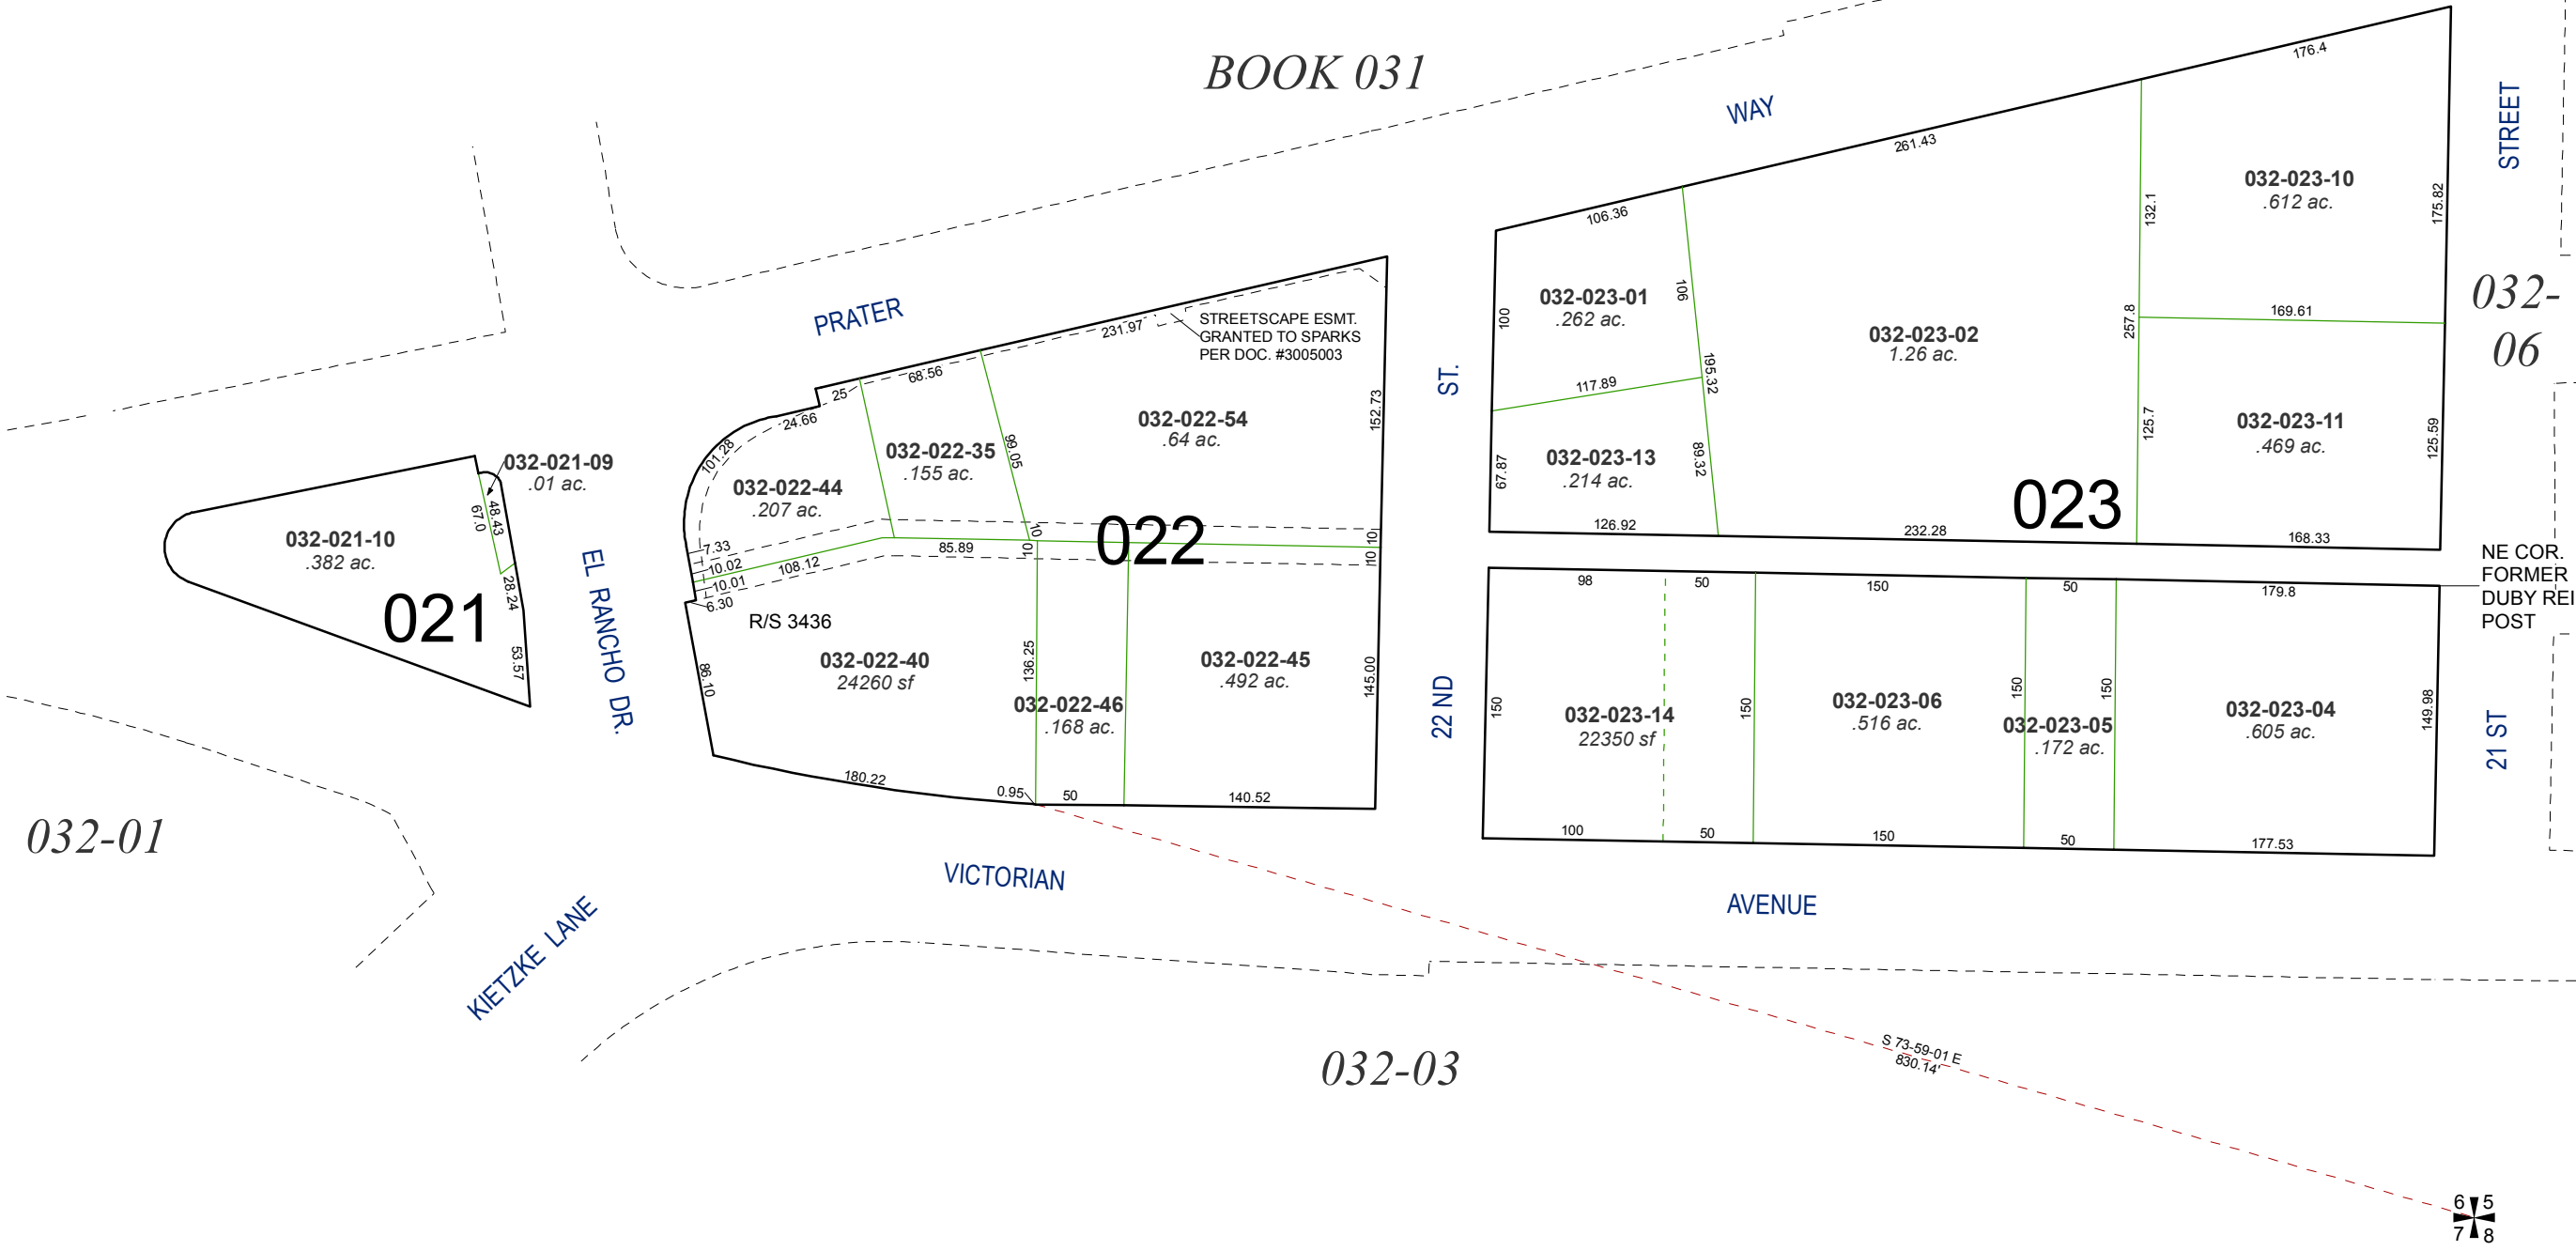 BOOK 031
PRATER
WAY
STREET
ST.
22 ND
21 ST
EL RANCHO DR.
KIETZKE LANE
VICTORIAN
AVENUE
032-01
032-03
032-
06
021
032-021-09
.01 ac.
032-021-10
.382 ac.
67.0
48.43
28.24
53.57
022
STREETSCAPE ESMT.
GRANTED TO SPARKS
PER DOC. #3005003
231.97
68.56
25
24.66
101.28
99.05
152.73
032-022-54
.64 ac.
032-022-35
.155 ac.
032-022-44
.207 ac.
7.33
10.02
10.01
6.30
108.12
85.89
10
10
10
10
R/S 3436
032-022-40
24260 sf
86.10
180.22
0.95
136.25
032-022-46
.168 ac.
50
032-022-45
.492 ac.
145.00
140.52
023
176.4
261.43
106.36
032-023-10
.612 ac.
175.82
132.1
169.61
032-023-01
.262 ac.
100
106
117.89
195.32
032-023-02
1.26 ac.
257.8
032-023-11
.469 ac.
125.7
125.59
032-023-13
.214 ac.
67.87
89.32
126.92
232.28
168.33
NE COR.
FORMER
DUBY REI
POST
98
50
150
50
179.8
032-023-14
22350 sf
150
150
032-023-06
.516 ac.
150
032-023-05
.172 ac.
150
032-023-04
.605 ac.
149.98
100
50
150
50
177.53
S 73-59-01 E
830.14'
6 5
7 8